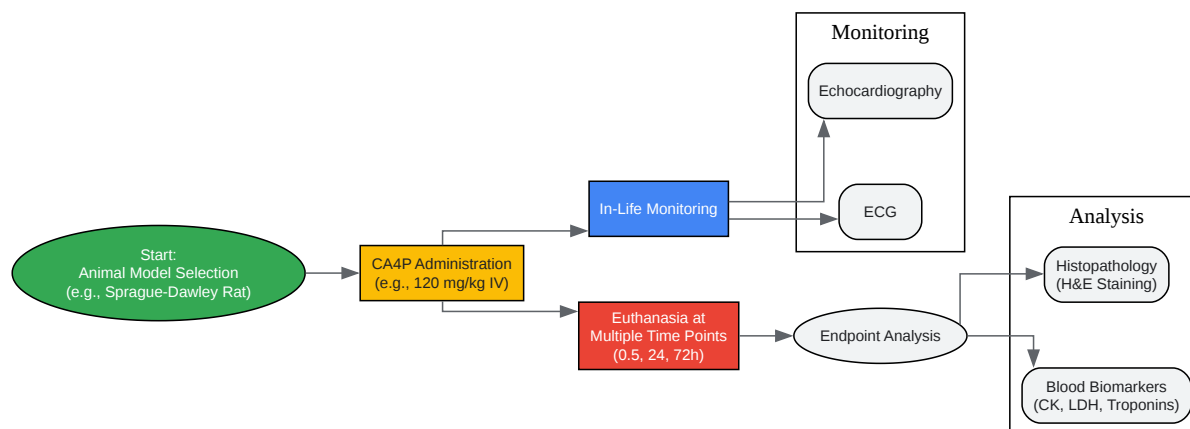 Start:
Animal Model Selection
(e.g., Sprague-Dawley Rat)
CA4P Administration
(e.g., 120 mg/kg IV)
In-Life Monitoring
Monitoring
Echocardiography
ECG
Euthanasia at
Multiple Time Points
(0.5, 24, 72h)
Endpoint Analysis
Analysis
Histopathology
(H&E Staining)
Blood Biomarkers
(CK, LDH, Troponins)